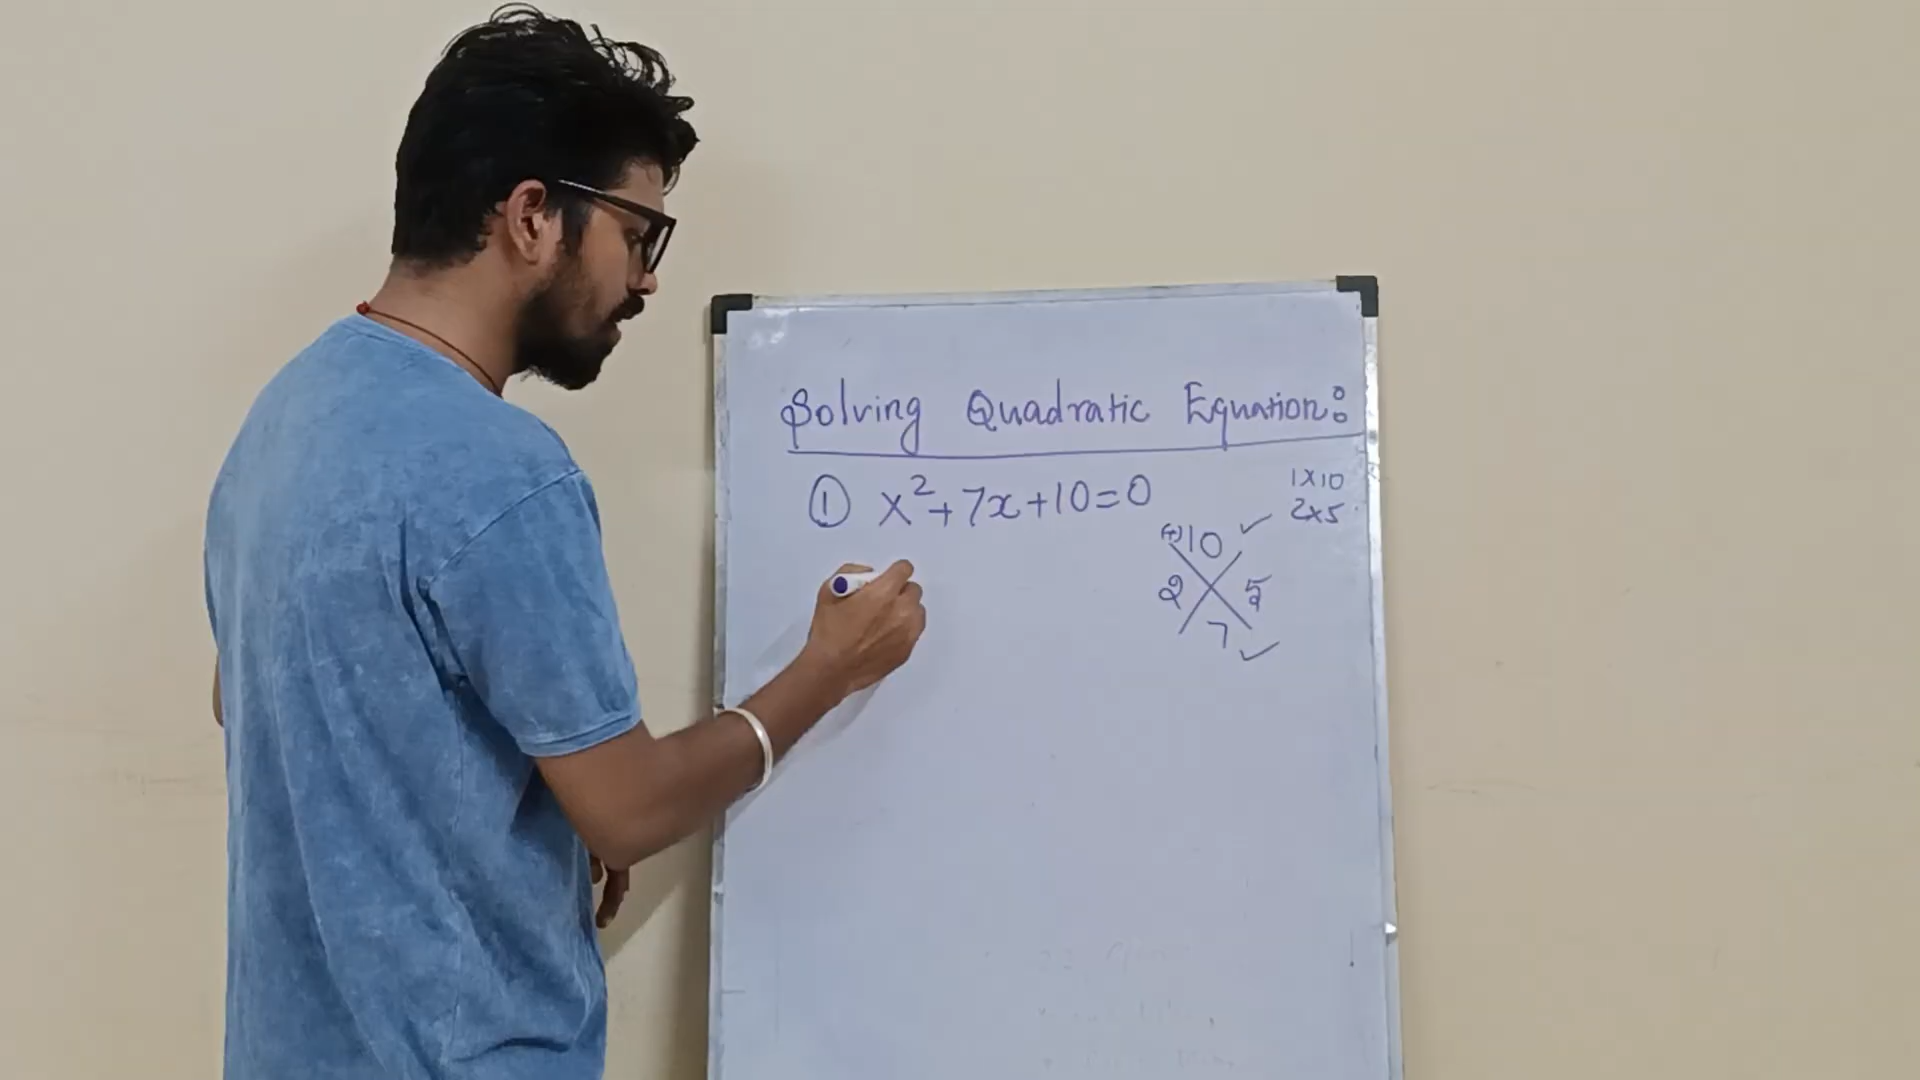 Solving Quadratic Equation:
① x²+7x+10=0
1x10
2x5
(+)10 ✓
2 5
7 ✓